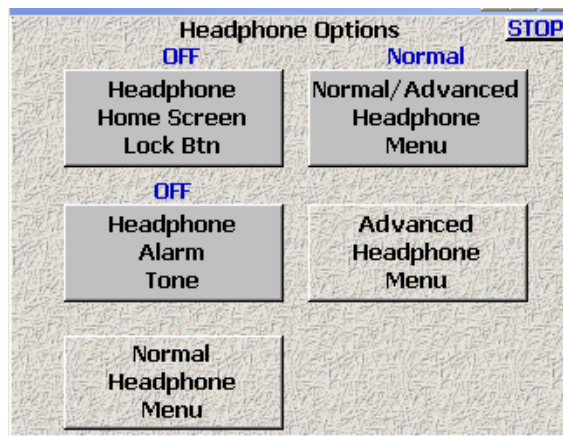 Headphone Options
STOP
OFF
Normal
Headphone
Home Screen
Lock Btn
Normal/Advanced
Headphone
Menu
OFF
Headphone
Alarm
Tone
Advanced
Headphone
Menu
Normal
Headphone
Menu